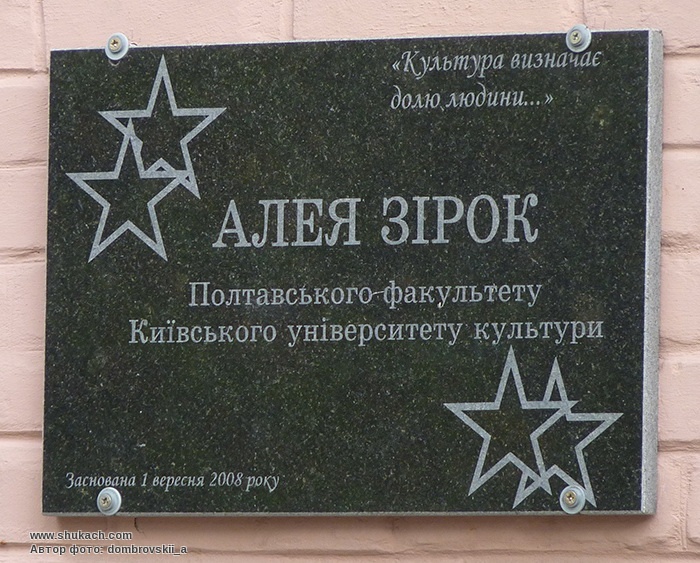 «Культура визначає
долю людини...»
АЛЕЯ ЗІРОК
Полтавського факультету
Київського університету культури
Заснована 1 вересня 2008 року
www.shukach.com
Автор фото: dombrovskii_a